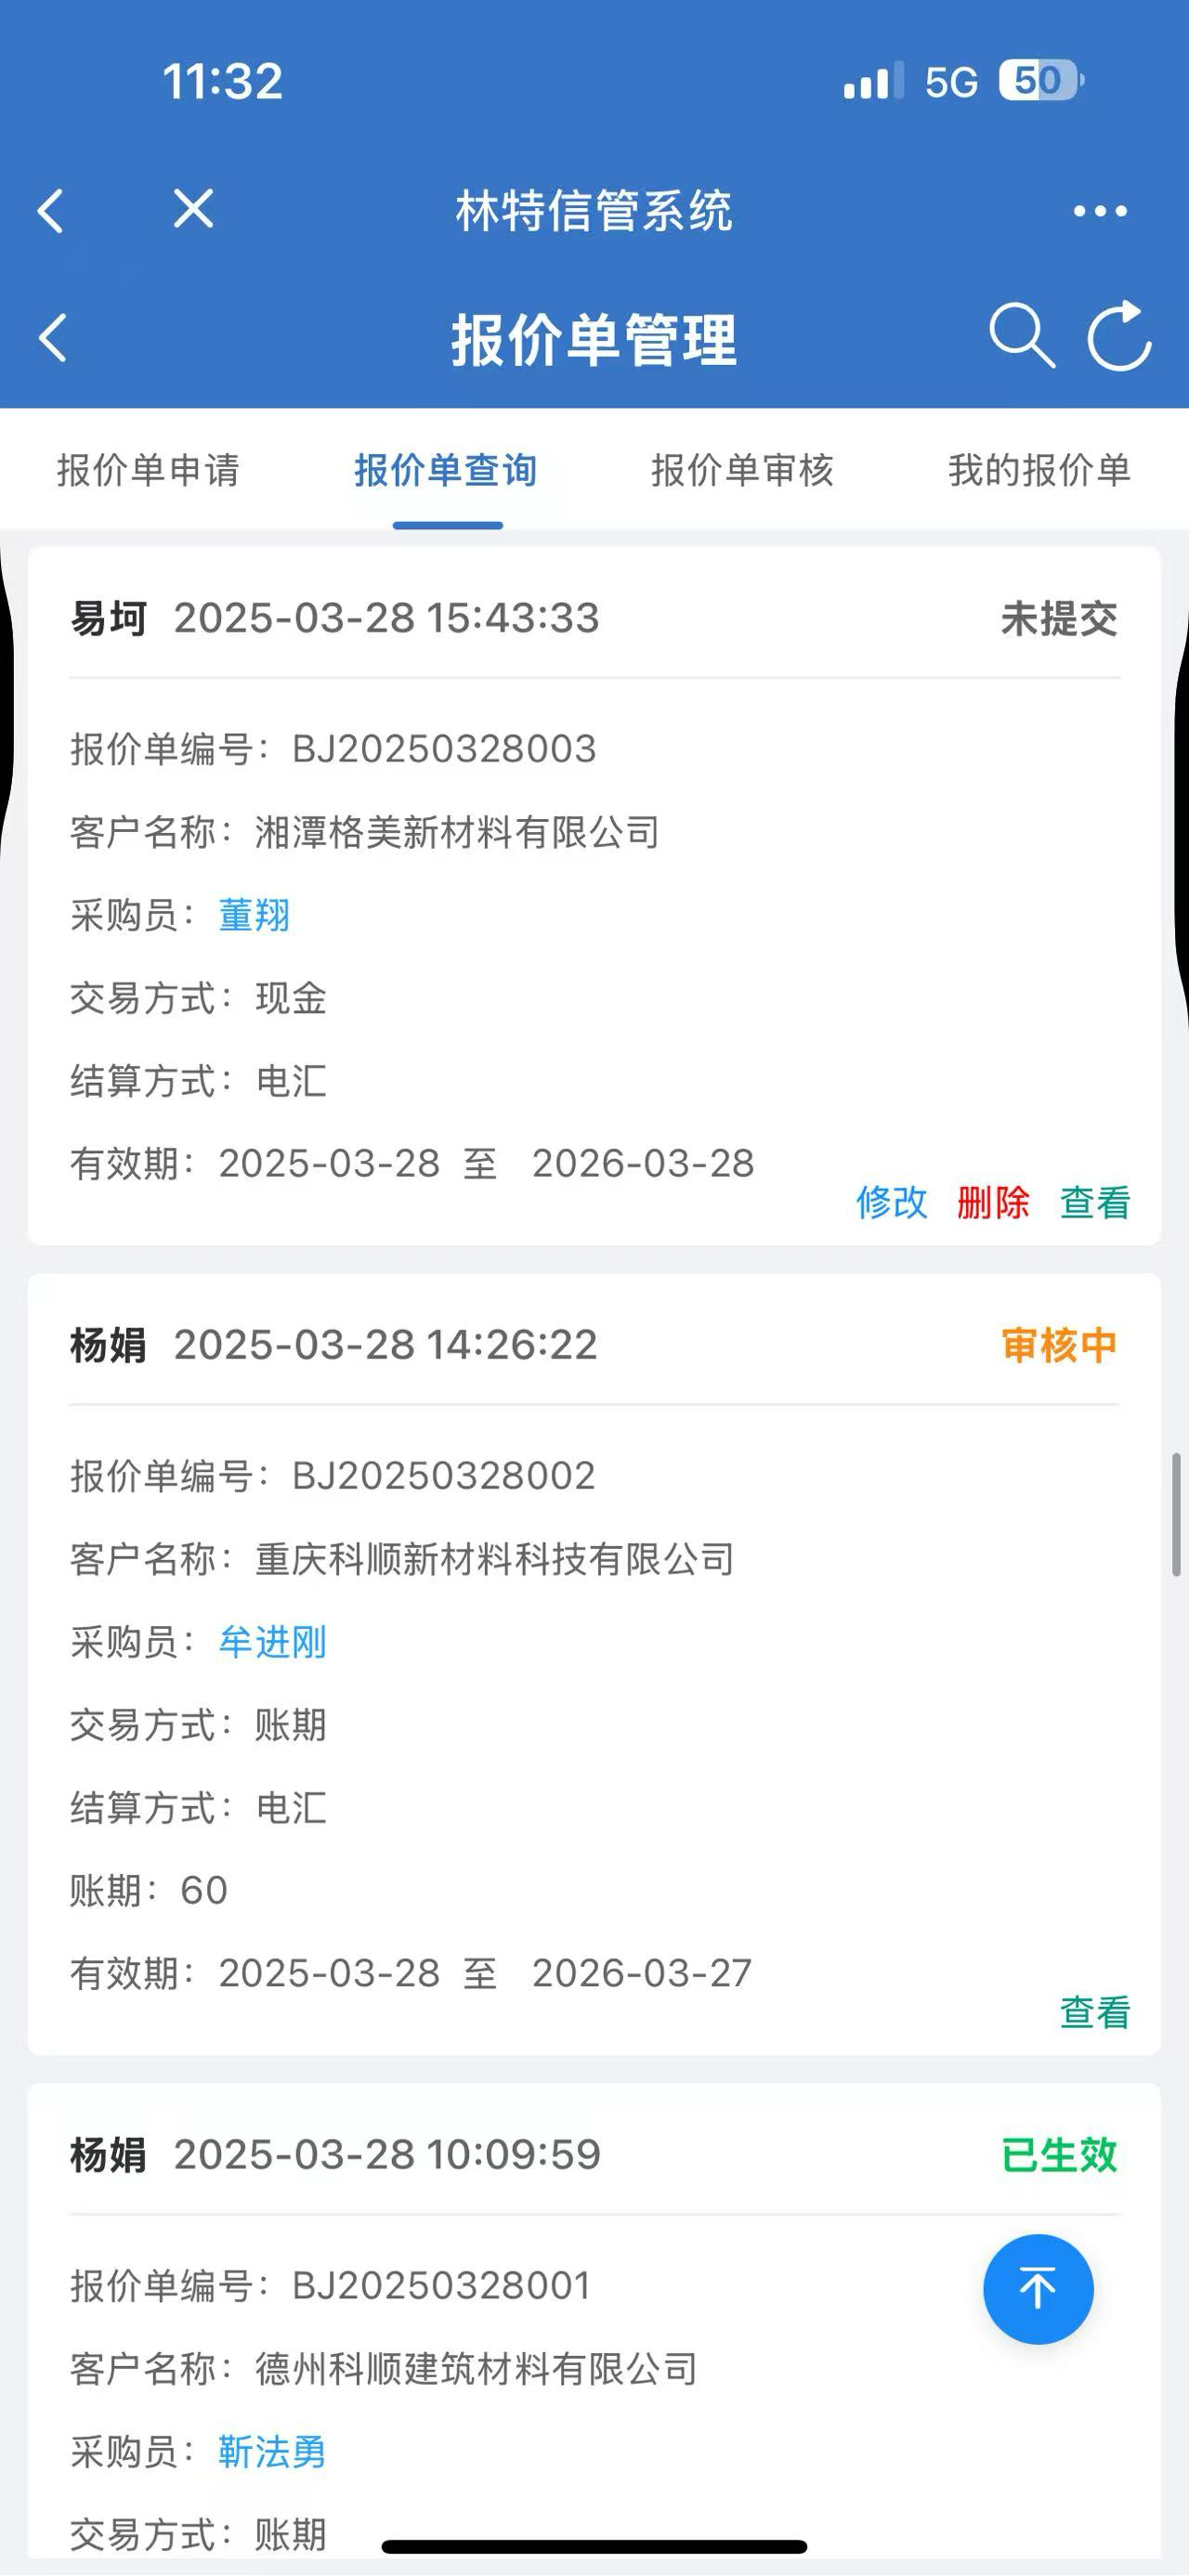 11:32
5G 50
林特信管系统
报价单管理
报价单申请 报价单查询 报价单审核 我的报价单
易坷 2025-03-28 15:43:33 未提交
报价单编号：BJ20250328003
客户名称：湘潭格美新材料有限公司
采购员：董翔
交易方式：现金
结算方式：电汇
有效期：2025-03-28 至 2026-03-28
修改 删除 查看
杨娟 2025-03-28 14:26:22 审核中
报价单编号：BJ20250328002
客户名称：重庆科顺新材料科技有限公司
采购员：牟进刚
交易方式：账期
结算方式：电汇
账期：60
有效期：2025-03-28 至 2026-03-27
查看
杨娟 2025-03-28 10:09:59 已生效
报价单编号：BJ20250328001
客户名称：德州科顺建筑材料有限公司
采购员：靳法勇
交易方式：账期